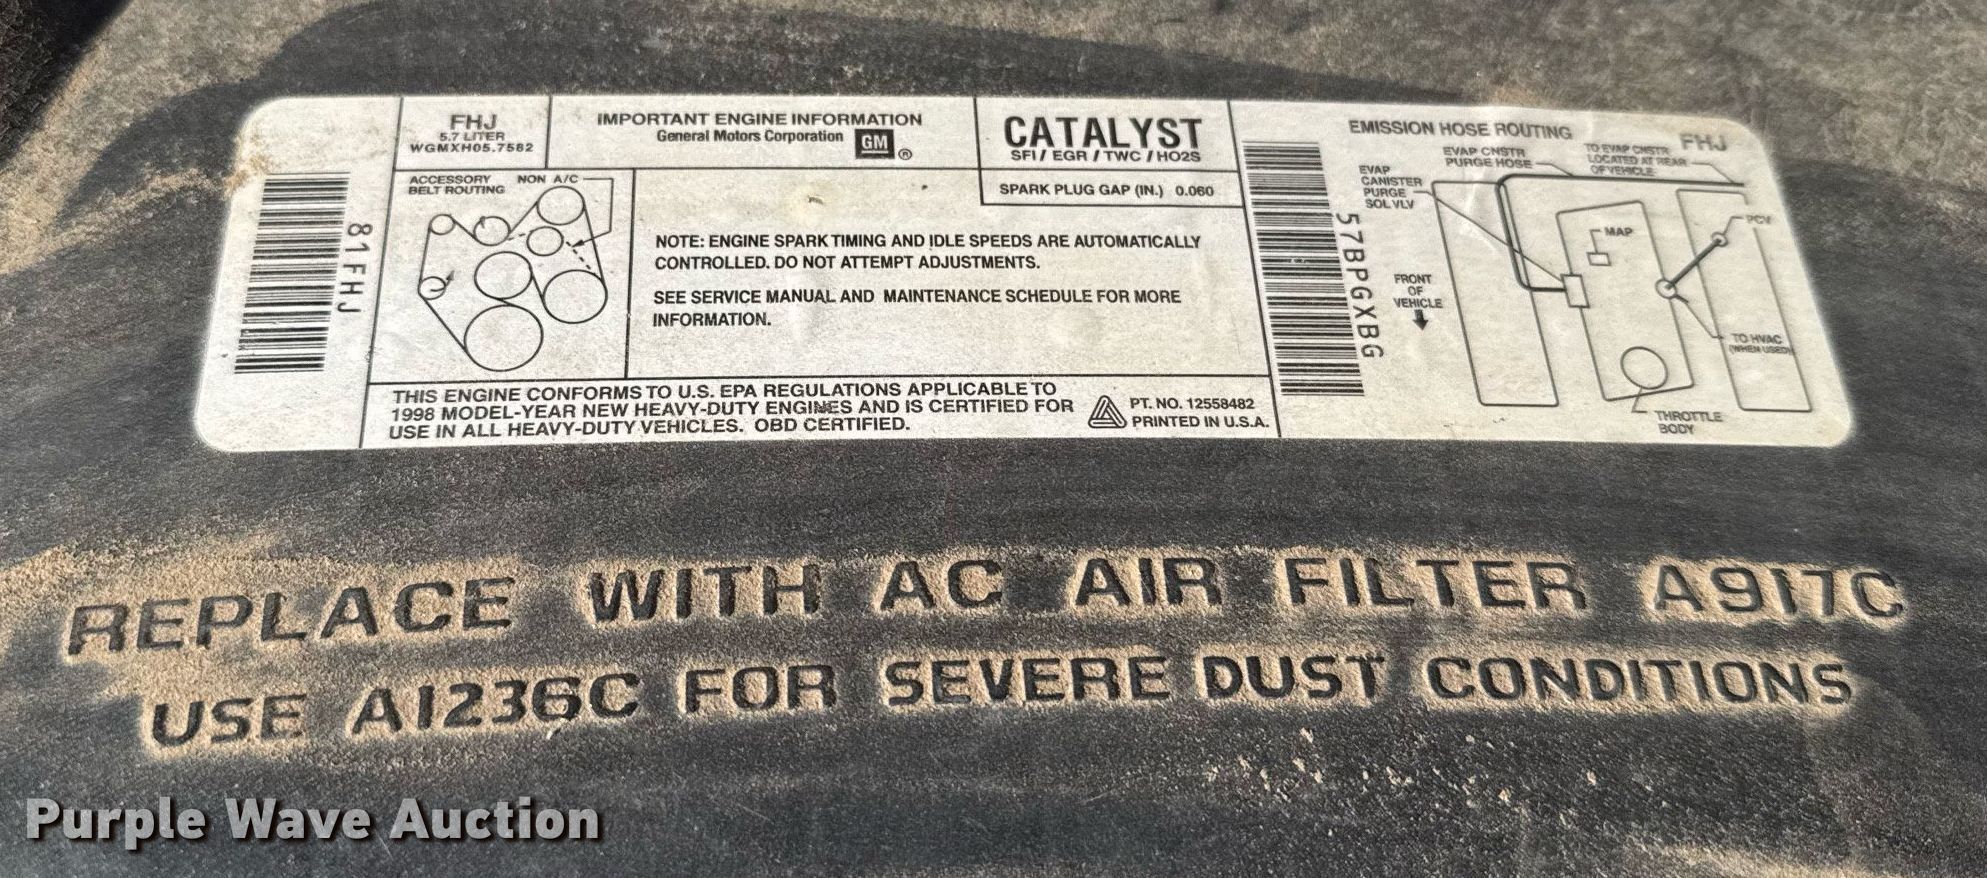 FHJ
5.7 LITER
WGMXH05.7582
IMPORTANT ENGINE INFORMATION
General Motors Corporation GM ®
CATALYST
SFI / EGR / TWC / HO2S
SPARK PLUG GAP (IN.) 0.060
ACCESSORY
BELT ROUTING
NON A/C
81FHJ
NOTE: ENGINE SPARK TIMING AND IDLE SPEEDS ARE AUTOMATICALLY
CONTROLLED. DO NOT ATTEMPT ADJUSTMENTS.
SEE SERVICE MANUAL AND MAINTENANCE SCHEDULE FOR MORE
INFORMATION.
THIS ENGINE CONFORMS TO U.S. EPA REGULATIONS APPLICABLE TO
1998 MODEL-YEAR NEW HEAVY-DUTY ENGINES AND IS CERTIFIED FOR
USE IN ALL HEAVY-DUTY VEHICLES. OBD CERTIFIED.
PT. NO. 12558482
PRINTED IN U.S.A.
57BPGXBG
EMISSION HOSE ROUTING
FHJ
EVAP CNSTR
PURGE HOSE
TO EVAP CNSTR
LOCATED AT REAR
OF VEHICLE
EVAP
CANISTER
PURGE
SOL VLV
MAP
PCV
FRONT
OF
VEHICLE
TO HVAC
(WHEN USED)
THROTTLE
BODY
REPLACE WITH AC AIR FILTER A917C
USE A1236C FOR SEVERE DUST CONDITIONS
Purple Wave Auction